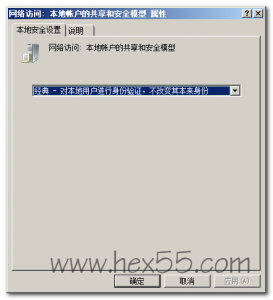 网络访问: 本地帐户的共享和安全模型 属性
本地安全设置
说明
网络访问: 本地帐户的共享和安全模型
经典 - 对本地用户进行身份验证，不改变其本来身份
确定
取消
应用(A)
www.hex55.com